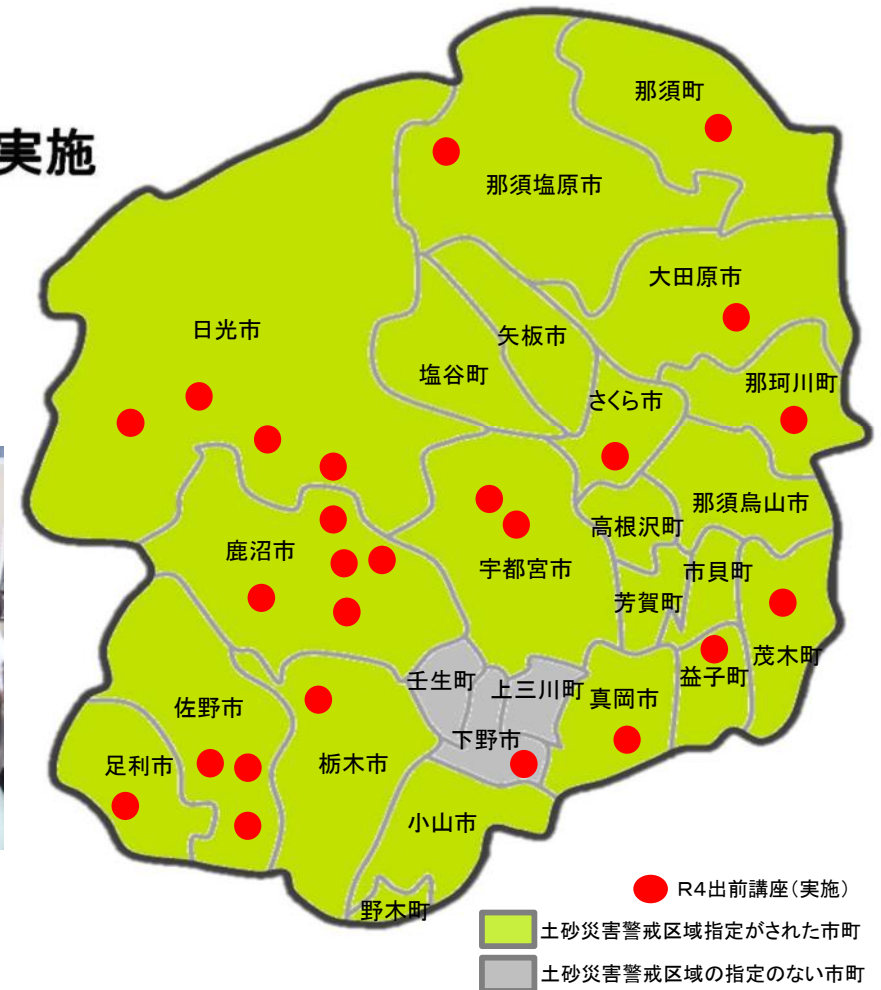 実施
那須町
那須塩原市
大田原市
日光市
矢板市
塩谷町
那珂川町
さくら市
那須烏山市
高根沢町
鹿沼市
宇都宮市
市貝町
芳賀町
茂木町
益子町
壬生町
上三川町
真岡市
佐野市
下野市
足利市
栃木市
小山市
野木町
R4出前講座(実施)
土砂災害警戒区域指定がされた市町
土砂災害警戒区域の指定のない市町